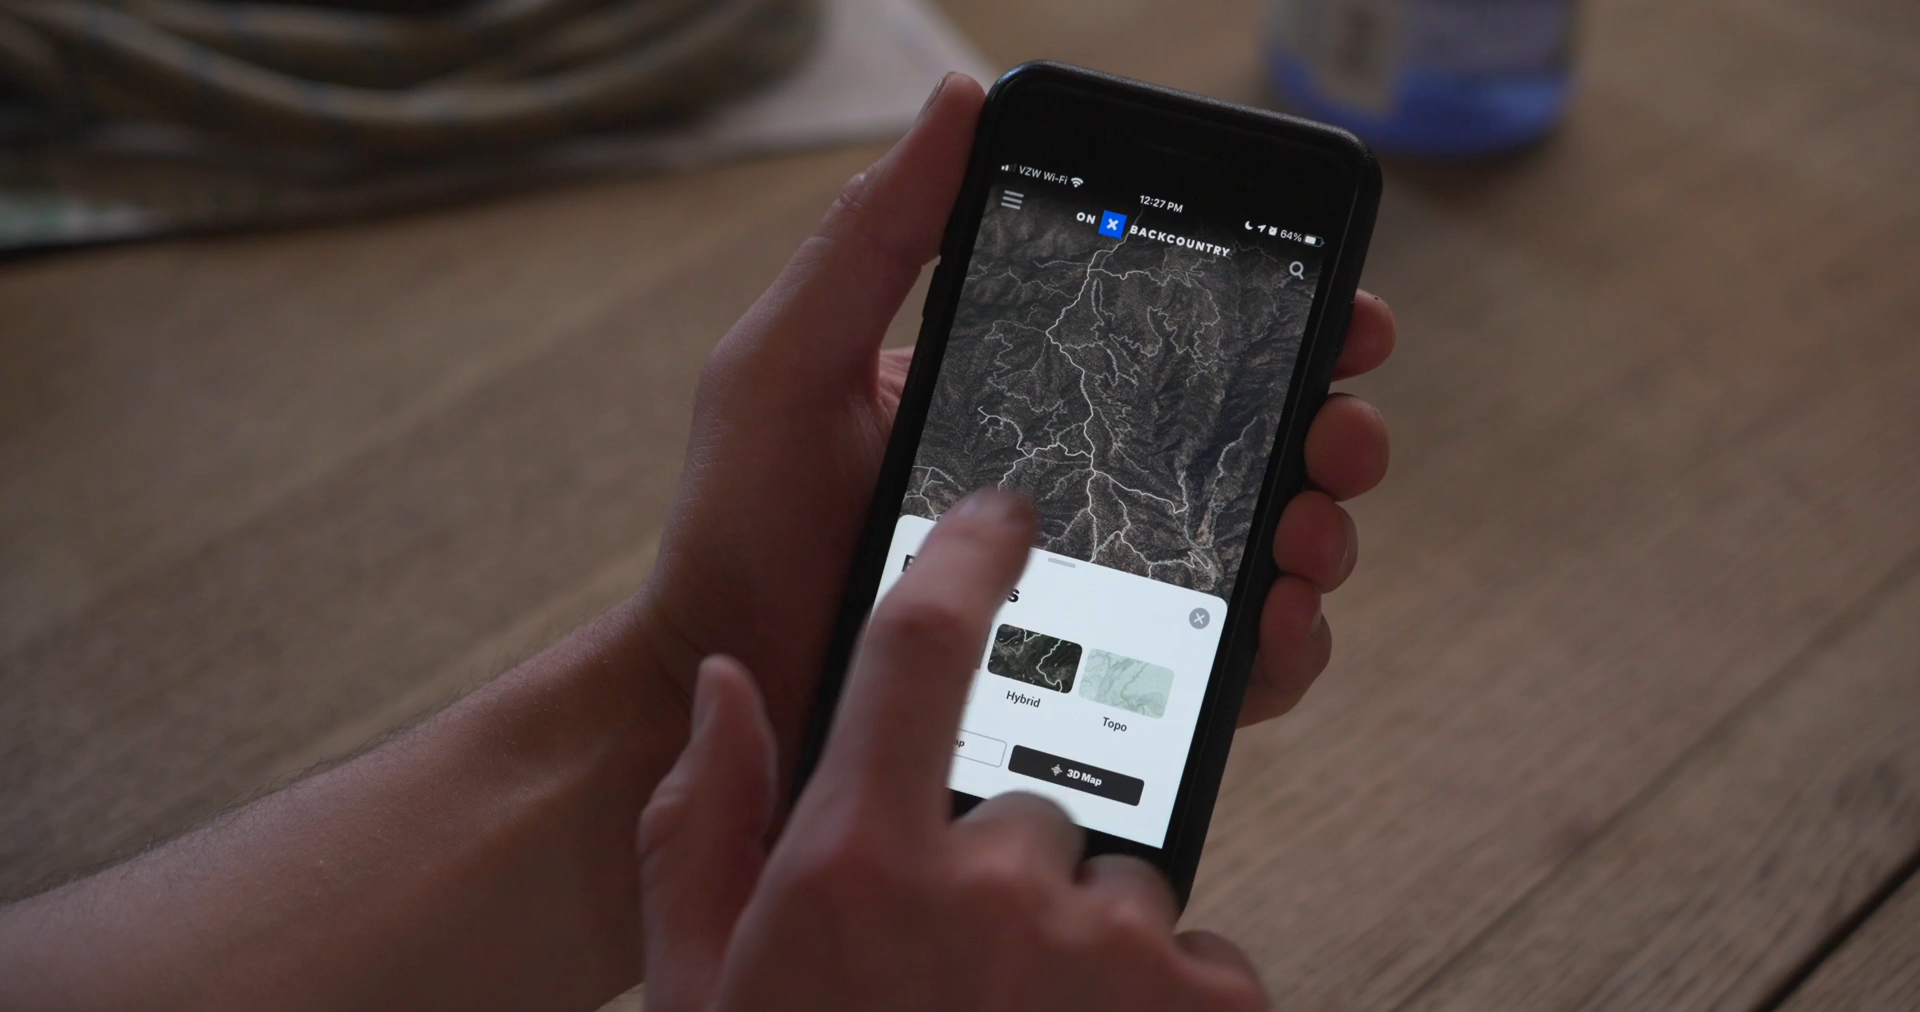 VZW Wi-Fi
12:27 PM
64%
ON X BACKCOUNTRY
Hybrid
Topo
3D Map